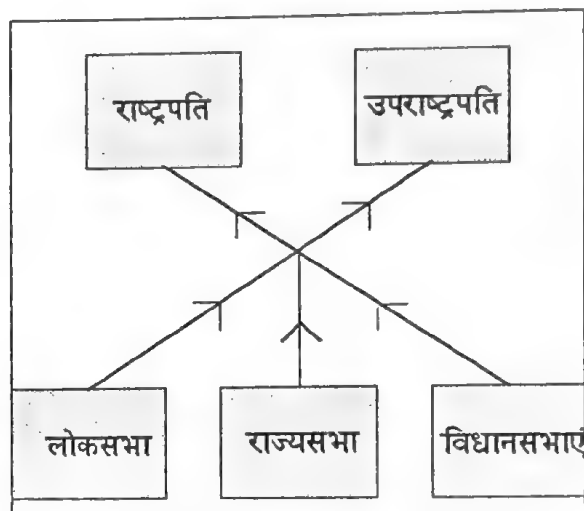 राष्ट्रपति उपराष्ट्रपति
लोकसभा राज्यसभा विधानसभाएं